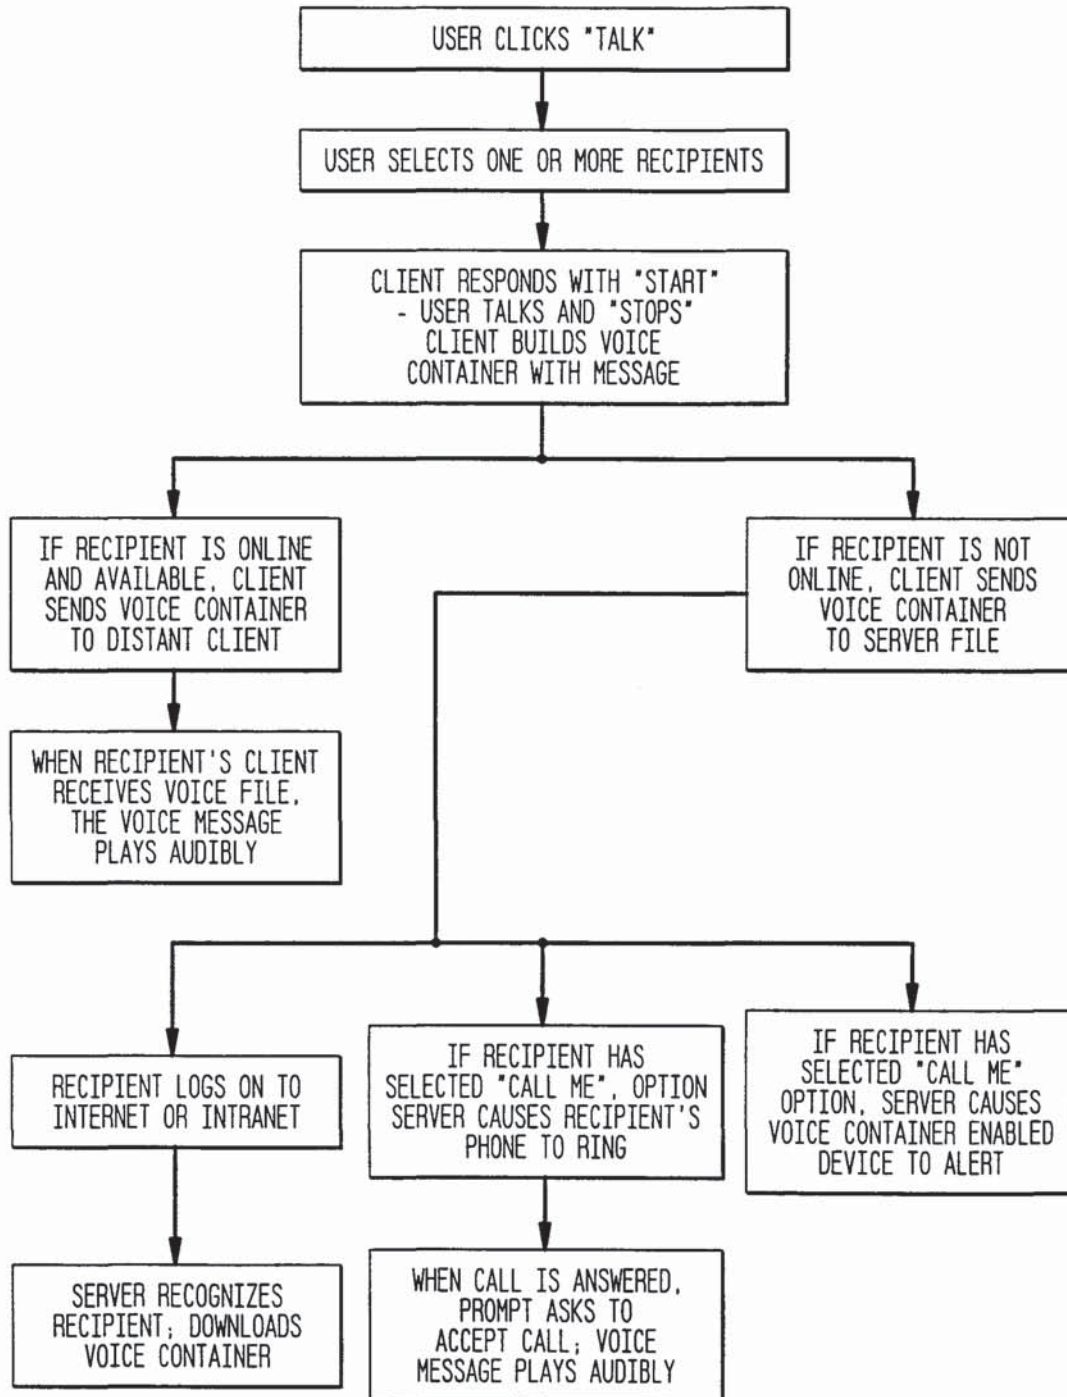 USER CLICKS "TALK"
USER SELECTS ONE OR MORE RECIPIENTS
CLIENT RESPONDS WITH "START"
- USER TALKS AND "STOPS"
CLIENT BUILDS VOICE
CONTAINER WITH MESSAGE
IF RECIPIENT IS ONLINE
AND AVAILABLE, CLIENT
SENDS VOICE CONTAINER
TO DISTANT CLIENT
IF RECIPIENT IS NOT
ONLINE, CLIENT SENDS
VOICE CONTAINER
TO SERVER FILE
WHEN RECIPIENT'S CLIENT
RECEIVES VOICE FILE,
THE VOICE MESSAGE
PLAYS AUDIBLY
RECIPIENT LOGS ON TO
INTERNET OR INTRANET
IF RECIPIENT HAS
SELECTED "CALL ME", OPTION
SERVER CAUSES RECIPIENT'S
PHONE TO RING
IF RECIPIENT HAS
SELECTED "CALL ME"
OPTION, SERVER CAUSES
VOICE CONTAINER ENABLED
DEVICE TO ALERT
SERVER RECOGNIZES
RECIPIENT; DOWNLOADS
VOICE CONTAINER
WHEN CALL IS ANSWERED,
PROMPT ASKS TO
ACCEPT CALL; VOICE
MESSAGE PLAYS AUDIBLY